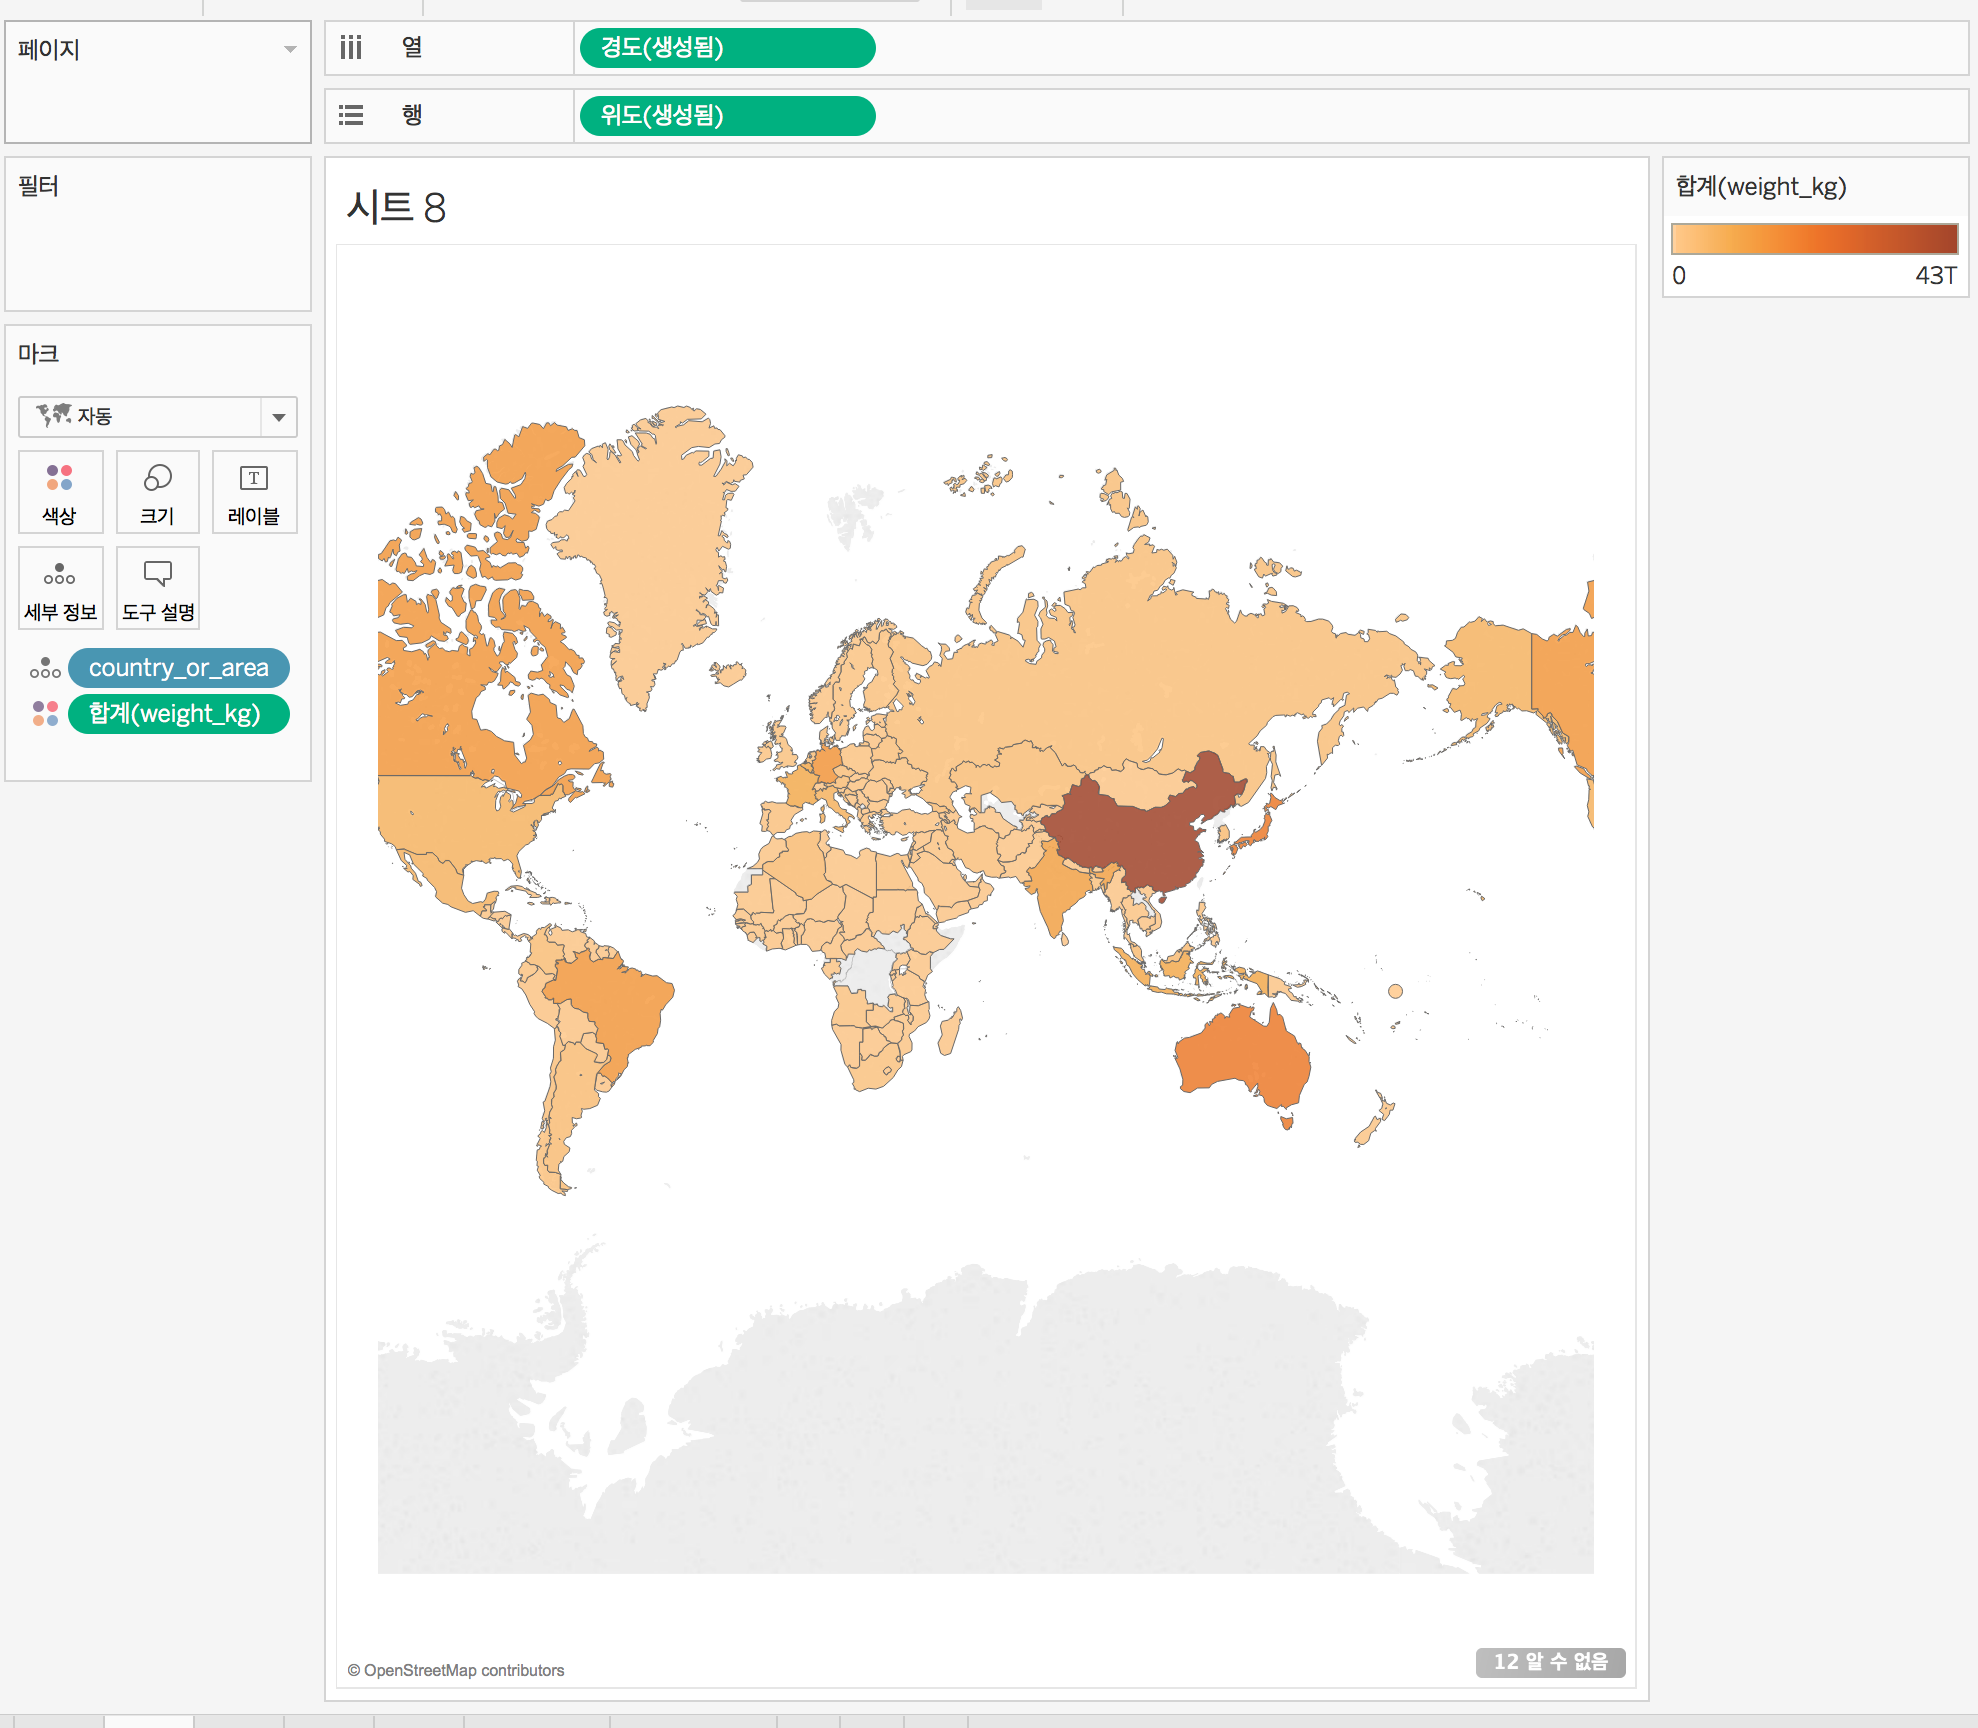 페이지
열
경도(생성됨)
행
위도(생성됨)
필터
시트 8
합계(weight_kg)
0
43T
마크
자동
색상
크기
T
레이블
세부 정보
도구 설명
country_or_area
합계(weight_kg)
© OpenStreetMap contributors
12 알 수 없음